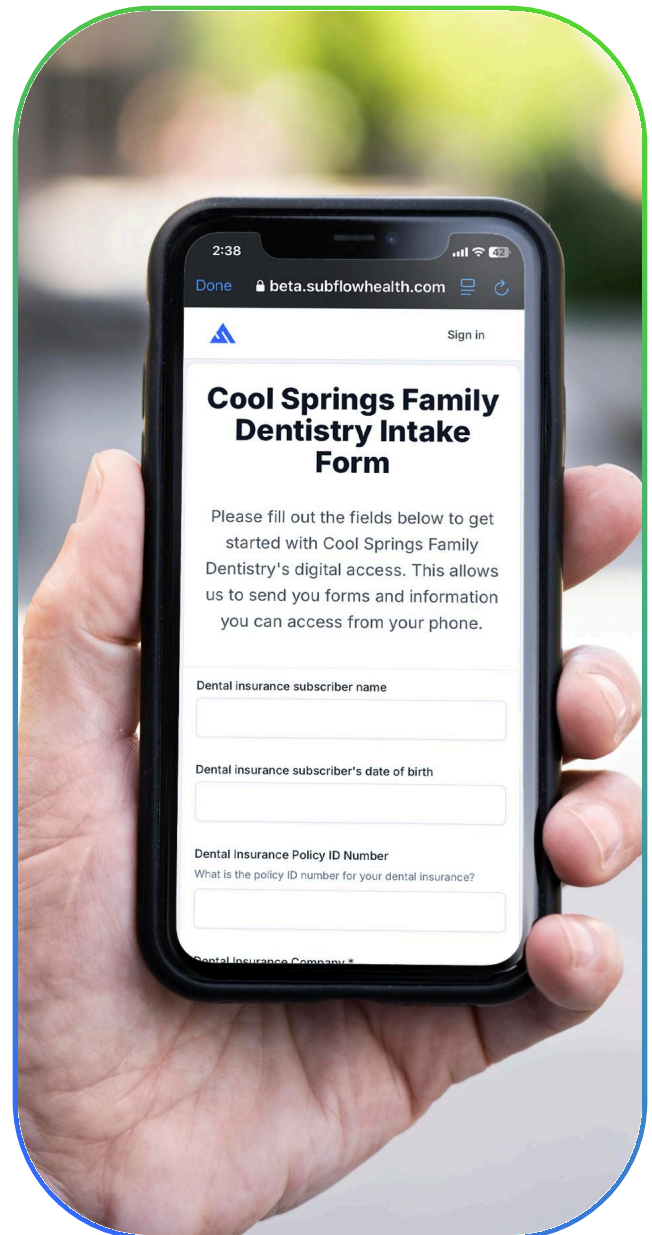 2:38
42
Done
beta.subflowhealth.com
Sign in
Cool Springs Family
Dentistry Intake
Form
Please fill out the fields below to get
started with Cool Springs Family
Dentistry's digital access. This allows
us to send you forms and information
you can access from your phone.
Dental insurance subscriber name
Dental insurance subscriber's date of birth
Dental Insurance Policy ID Number
What is the policy ID number for your dental insurance?
Dental Insurance Company *